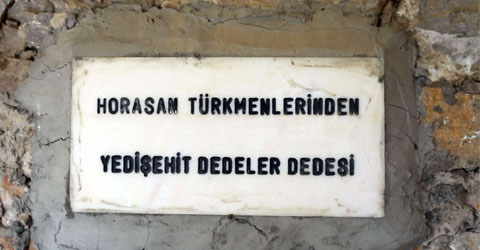 HORASAN TÜRKMENLERİNDEN
YEDİŞEHİT DEDELER DEDESİ